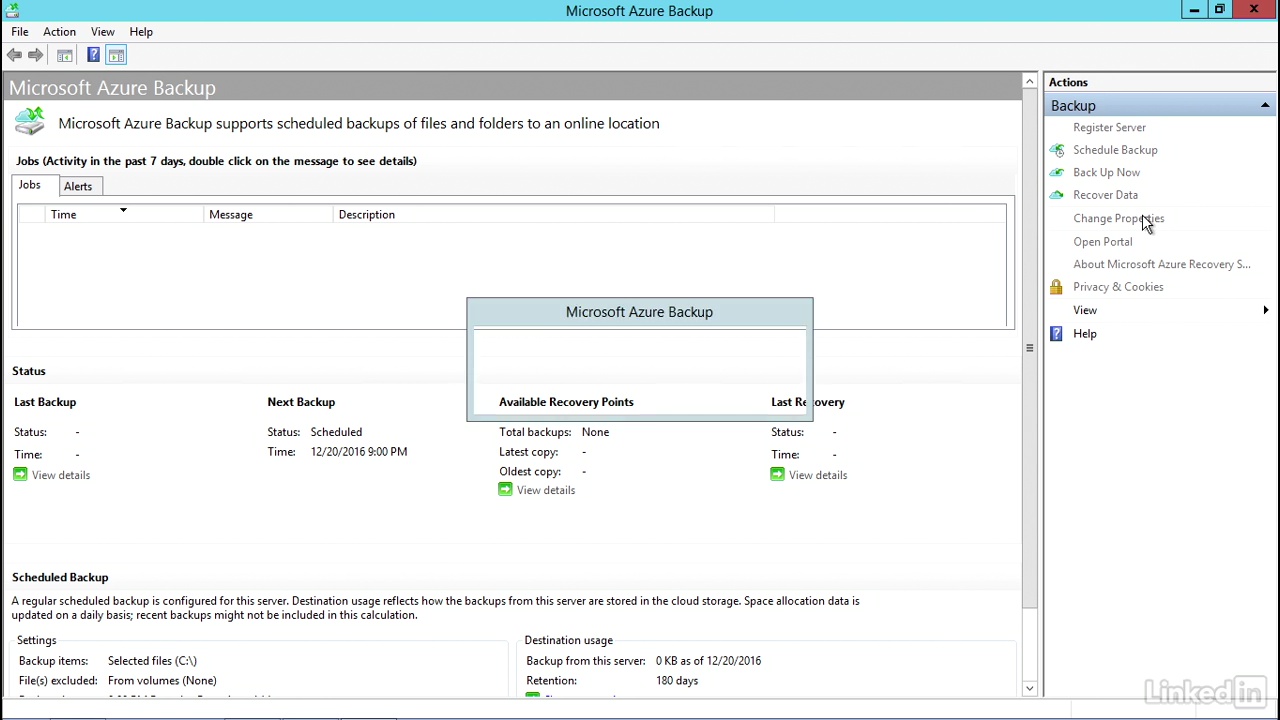 Microsoft Azure Backup
File Action View Help
Microsoft Azure Backup
Microsoft Azure Backup supports scheduled backups of files and folders to an online location
Jobs (Activity in the past 7 days, double click on the message to see details)
Jobs Alerts
Time Message Description
Microsoft Azure Backup
Status
Last Backup Next Backup Available Recovery Points Last Recovery
Status: - Status: Scheduled Total backups: None Status: -
Time: - Time: 12/20/2016 9:00 PM Latest copy: - Time: -
Oldest copy: -
View details View details View details
Scheduled Backup
A regular scheduled backup is configured for this server. Destination usage reflects how the backups from this server are stored in the cloud storage. Space allocation data is
updated on a daily basis; recent backups might not be included in this calculation.
Settings Destination usage
Backup items: Selected files (C:\) Backup from this server: 0 KB as of 12/20/2016
File(s) excluded: From volumes (None) Retention: 180 days
Actions
Backup
Register Server
Schedule Backup
Back Up Now
Recover Data
Change Properties
Open Portal
About Microsoft Azure Recovery S...
Privacy & Cookies
View
Help
LinkedIn